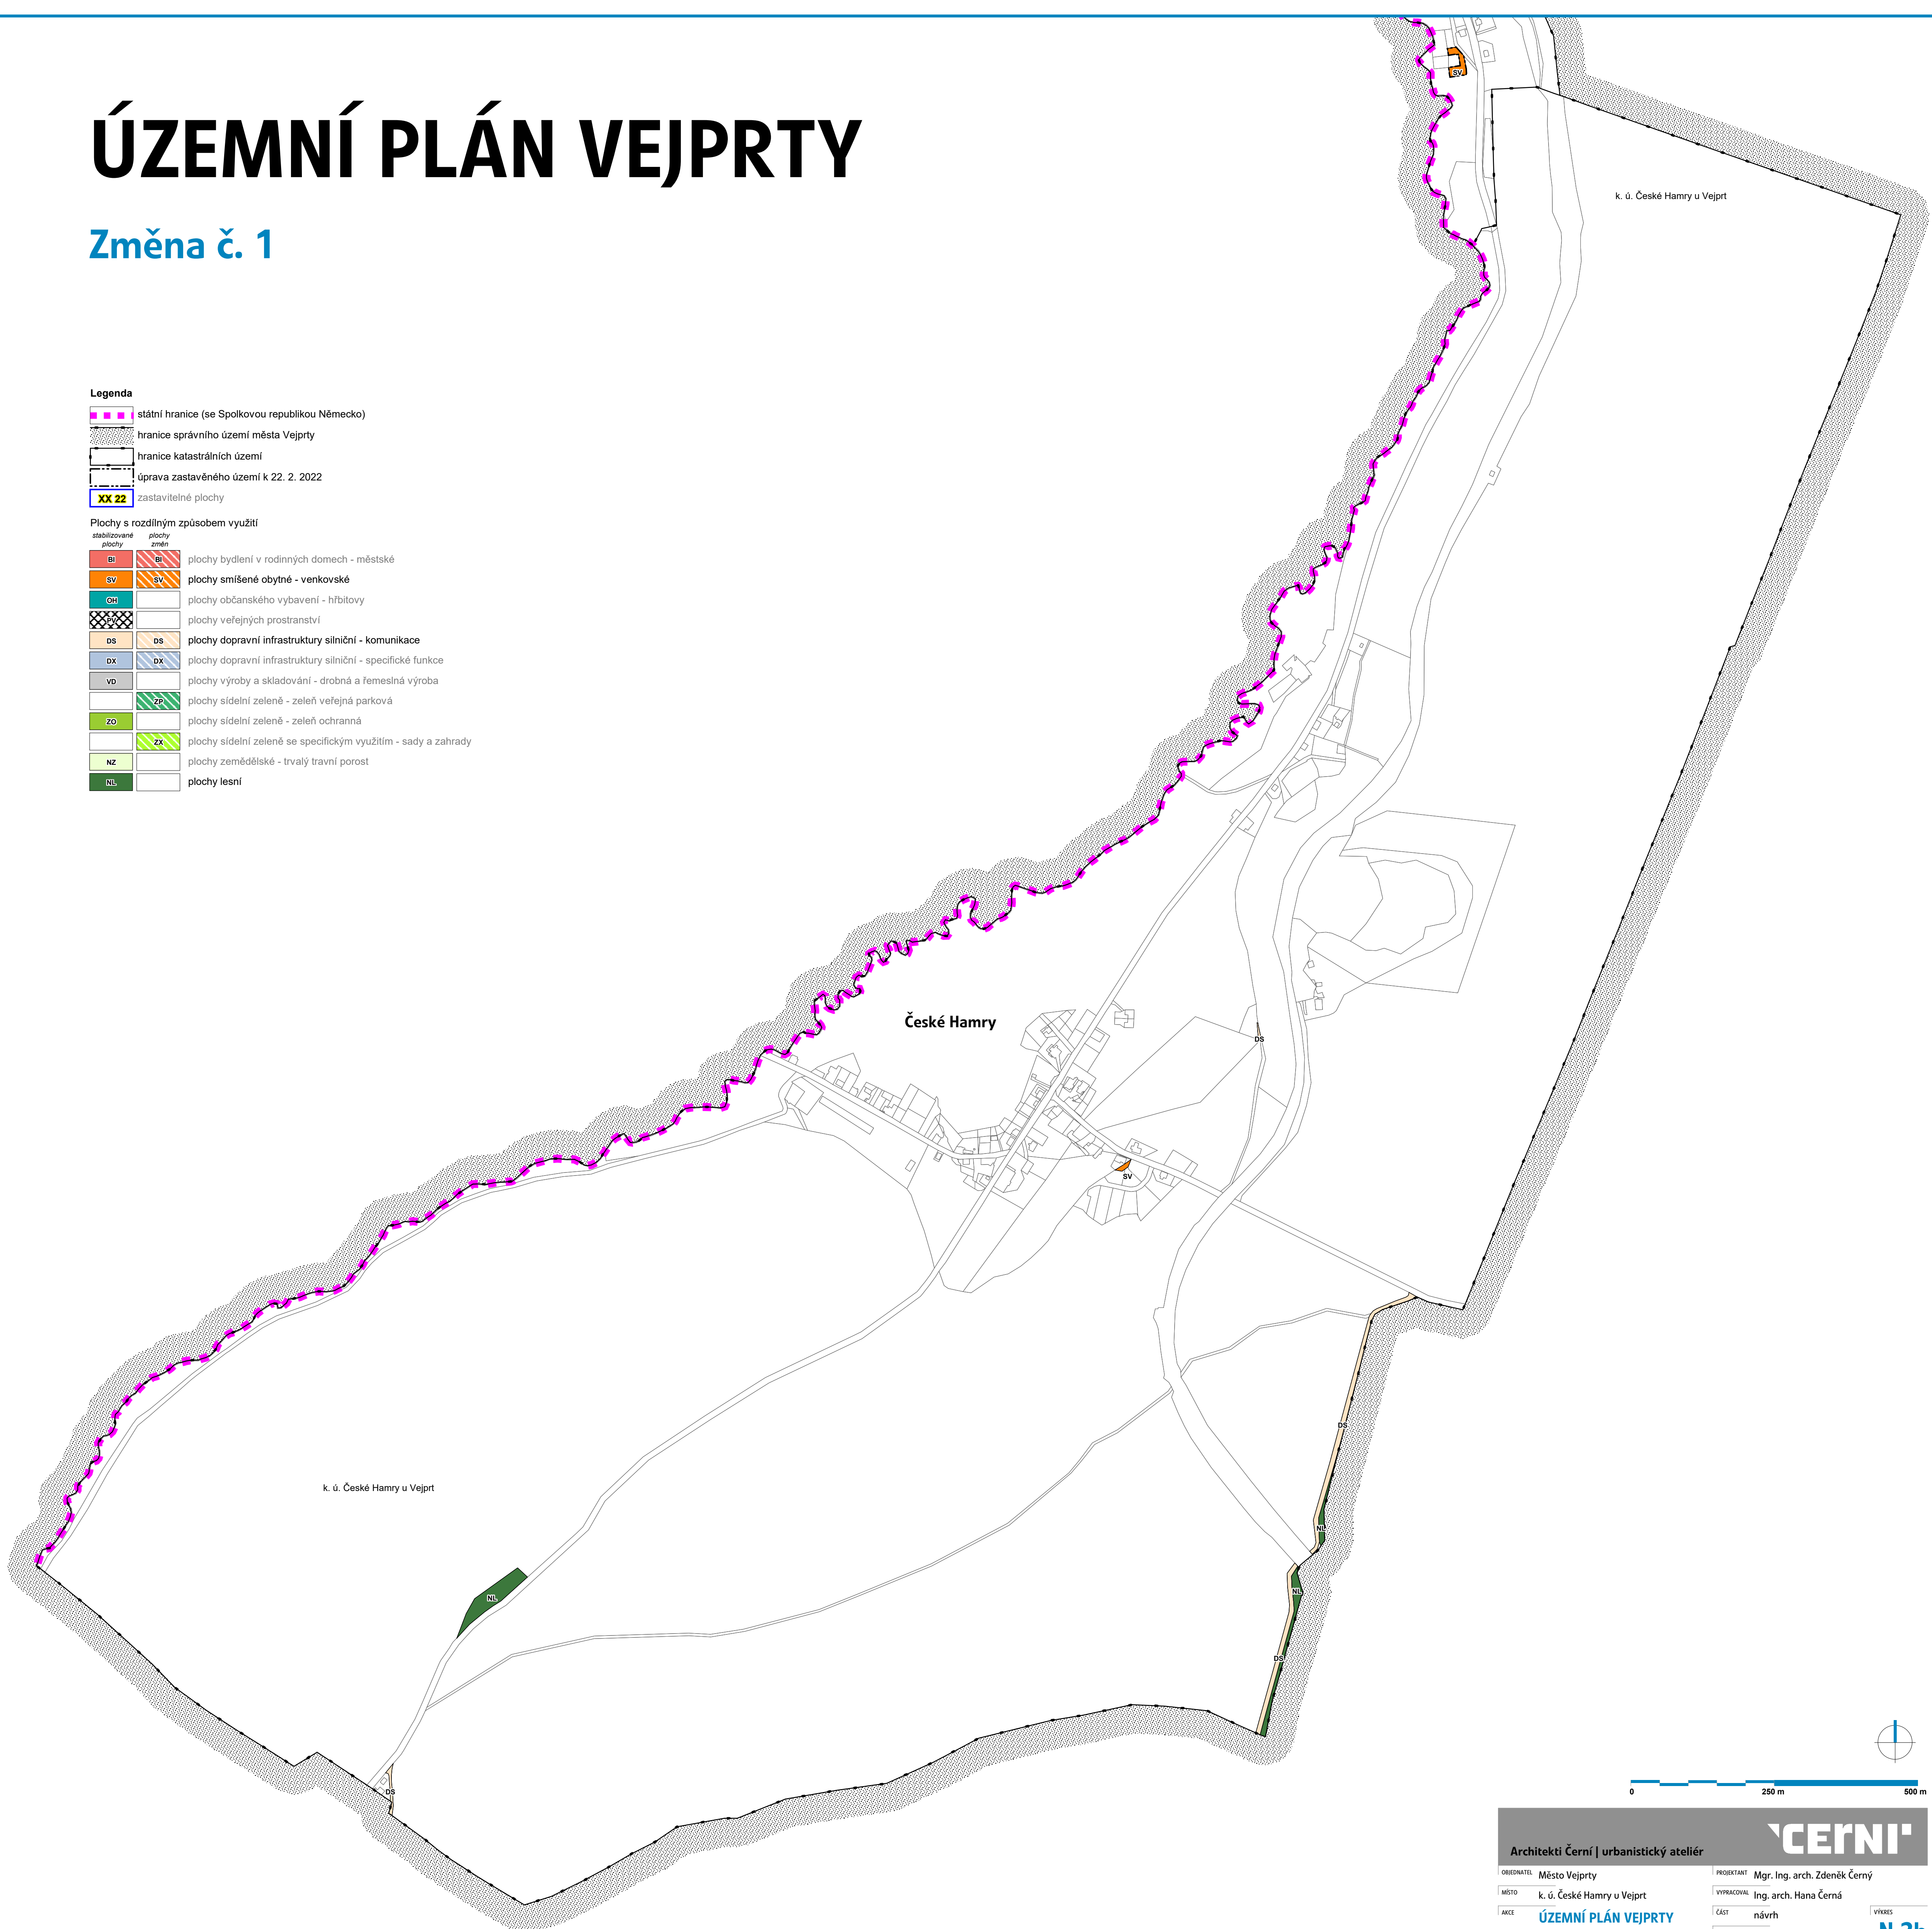 ÚZEMNÍ PLÁN VEJPRTY
Změna č. 1
Legenda
státní hranice (se Spolkovou republikou Německo)
hranice správního území města Vejprty
hranice katastrálních území
úprava zastavěného území k 22. 2. 2022
XX 22 zastavitelné plochy
Plochy s rozdílným způsobem využití
stabilizované plochy
plochy změn
BI BI plochy bydlení v rodinných domech - městské
SV SV plochy smíšené obytné - venkovské
OH plochy občanského vybavení - hřbitovy
PV plochy veřejných prostranství
DS DS plochy dopravní infrastruktury silniční - komunikace
DX DX plochy dopravní infrastruktury silniční - specifické funkce
VD plochy výroby a skladování - drobná a řemeslná výroba
ZP plochy sídelní zeleně - zeleň veřejná parková
ZO plochy sídelní zeleně - zeleň ochranná
ZX plochy sídelní zeleně se specifickým využitím - sady a zahrady
NZ plochy zemědělské - trvalý travní porost
NL plochy lesní
SV
k. ú. České Hamry u Vejprt
České Hamry
DS
SV
DS
k. ú. České Hamry u Vejprt
NL
NL
NL
DS
DS
0 250 m 500 m
Architekti Černí | urbanistický ateliér
ČERNÍ
OBJEDNATEL Město Vejprty
PROJEKTANT Mgr. Ing. arch. Zdeněk Černý
MÍSTO k. ú. České Hamry u Vejprt
VYPRACOVAL Ing. arch. Hana Černá
AKCE ÚZEMNÍ PLÁN VEJPRTY
ČÁST návrh
VÝKRES